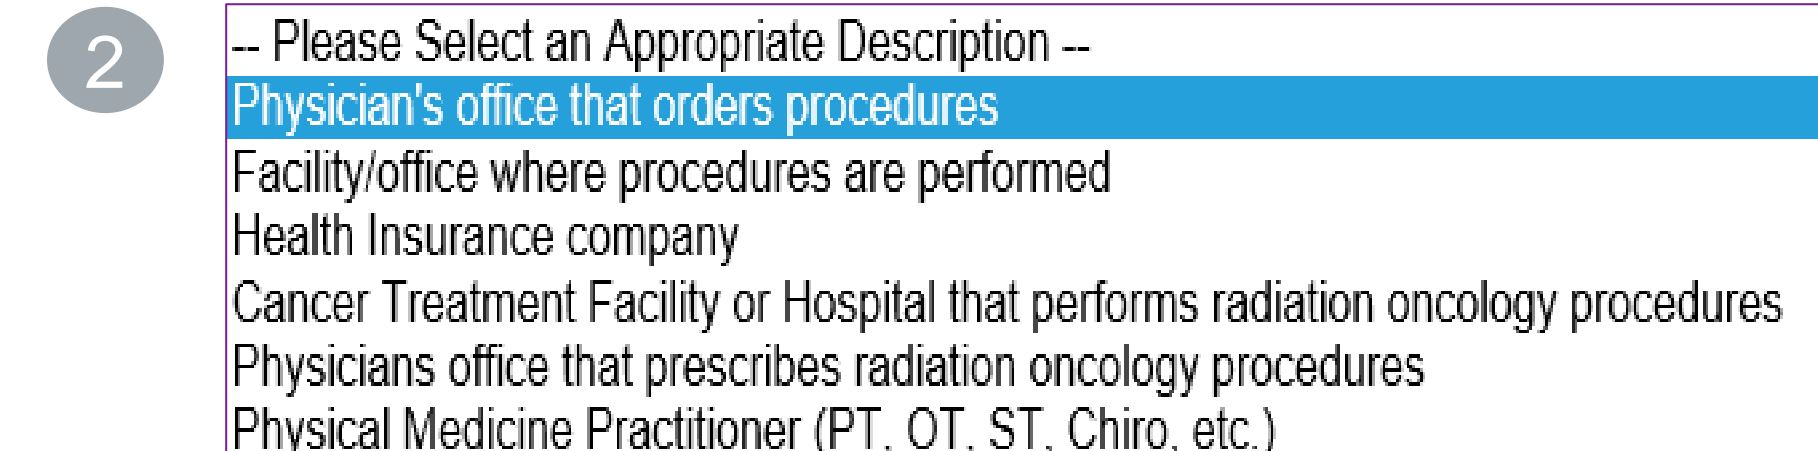 2
-- Please Select an Appropriate Description --
Physician's office that orders procedures
Facility/office where procedures are performed
Health Insurance company
Cancer Treatment Facility or Hospital that performs radiation oncology procedures
Physicians office that prescribes radiation oncology procedures
Physical Medicine Practitioner (PT, OT, ST, Chiro, etc.)